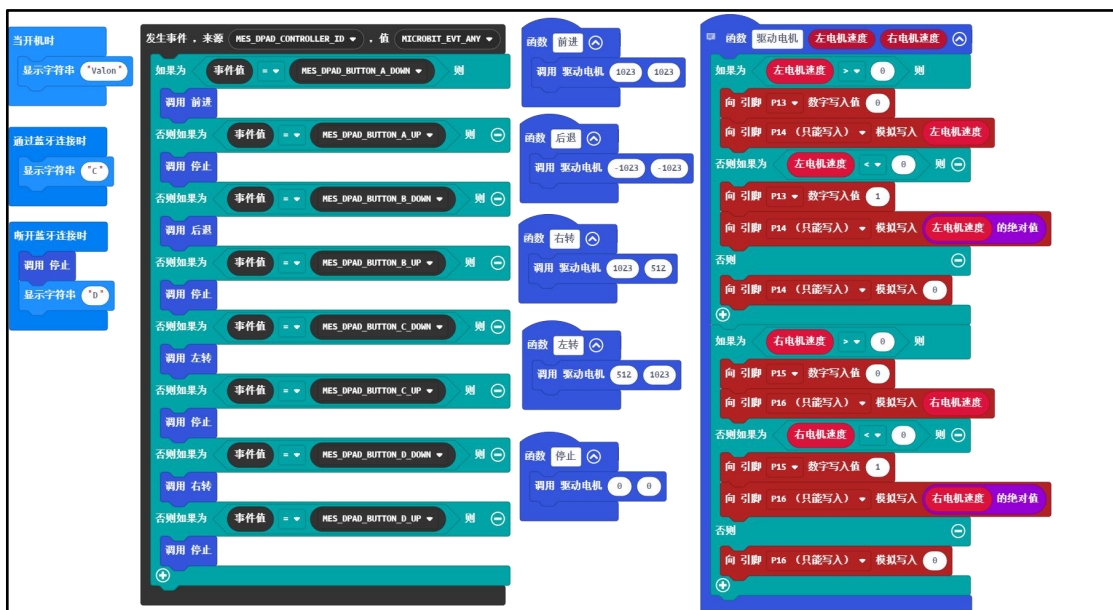 当开机时
显示字符串 "Valon"
通过蓝牙连接时
显示字符串 "C"
断开蓝牙连接时
调用 停止
显示字符串 "D"
发生事件 . 来源 MES_DPAD_CONTROLLER_ID . 值 MICROBIT_EVT_ANY
如果为 事件值 = MES_DPAD_BUTTON_A_DOWN 则
调用 前进
否则如果为 事件值 = MES_DPAD_BUTTON_A_UP 则
调用 停止
否则如果为 事件值 = MES_DPAD_BUTTON_B_DOWN 则
调用 后退
否则如果为 事件值 = MES_DPAD_BUTTON_B_UP 则
调用 停止
否则如果为 事件值 = MES_DPAD_BUTTON_C_DOWN 则
调用 左转
否则如果为 事件值 = MES_DPAD_BUTTON_C_UP 则
调用 停止
否则如果为 事件值 = MES_DPAD_BUTTON_D_DOWN 则
调用 右转
否则如果为 事件值 = MES_DPAD_BUTTON_D_UP 则
调用 停止
函数 前进
调用 驱动电机 1023 1023
函数 后退
调用 驱动电机 -1023 -1023
函数 右转
调用 驱动电机 1023 512
函数 左转
调用 驱动电机 512 1023
函数 停止
调用 驱动电机 0 0
函数 驱动电机 左电机速度 右电机速度
如果为 左电机速度 > 0 则
向 引脚 P13 数字写入值 0
向 引脚 P14 (只能写入) 模拟写入 左电机速度
否则如果为 左电机速度 < 0 则
向 引脚 P13 数字写入值 1
向 引脚 P14 (只能写入) 模拟写入 左电机速度 的绝对值
否则
向 引脚 P14 (只能写入) 模拟写入 0
如果为 右电机速度 > 0 则
向 引脚 P15 数字写入值 0
向 引脚 P16 (只能写入) 模拟写入 右电机速度
否则如果为 右电机速度 < 0 则
向 引脚 P15 数字写入值 1
向 引脚 P16 (只能写入) 模拟写入 右电机速度 的绝对值
否则
向 引脚 P16 (只能写入) 模拟写入 0